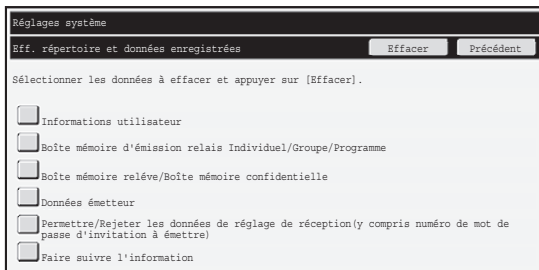 Réglages système
Eff. répertoire et données enregistrées Effacer Précédent
Sélectionner les données à effacer et appuyer sur [Effacer].
Informations utilisateur
Boîte mémoire d'émission relais Individuel/Groupe/Programme
Boîte mémoire reléve/Boîte mémoire confidentielle
Données émetteur
Permettre/Rejeter les données de réglage de réception(y compris numéro de mot de
passe d'invitation à émettre)
Faire suivre l'information